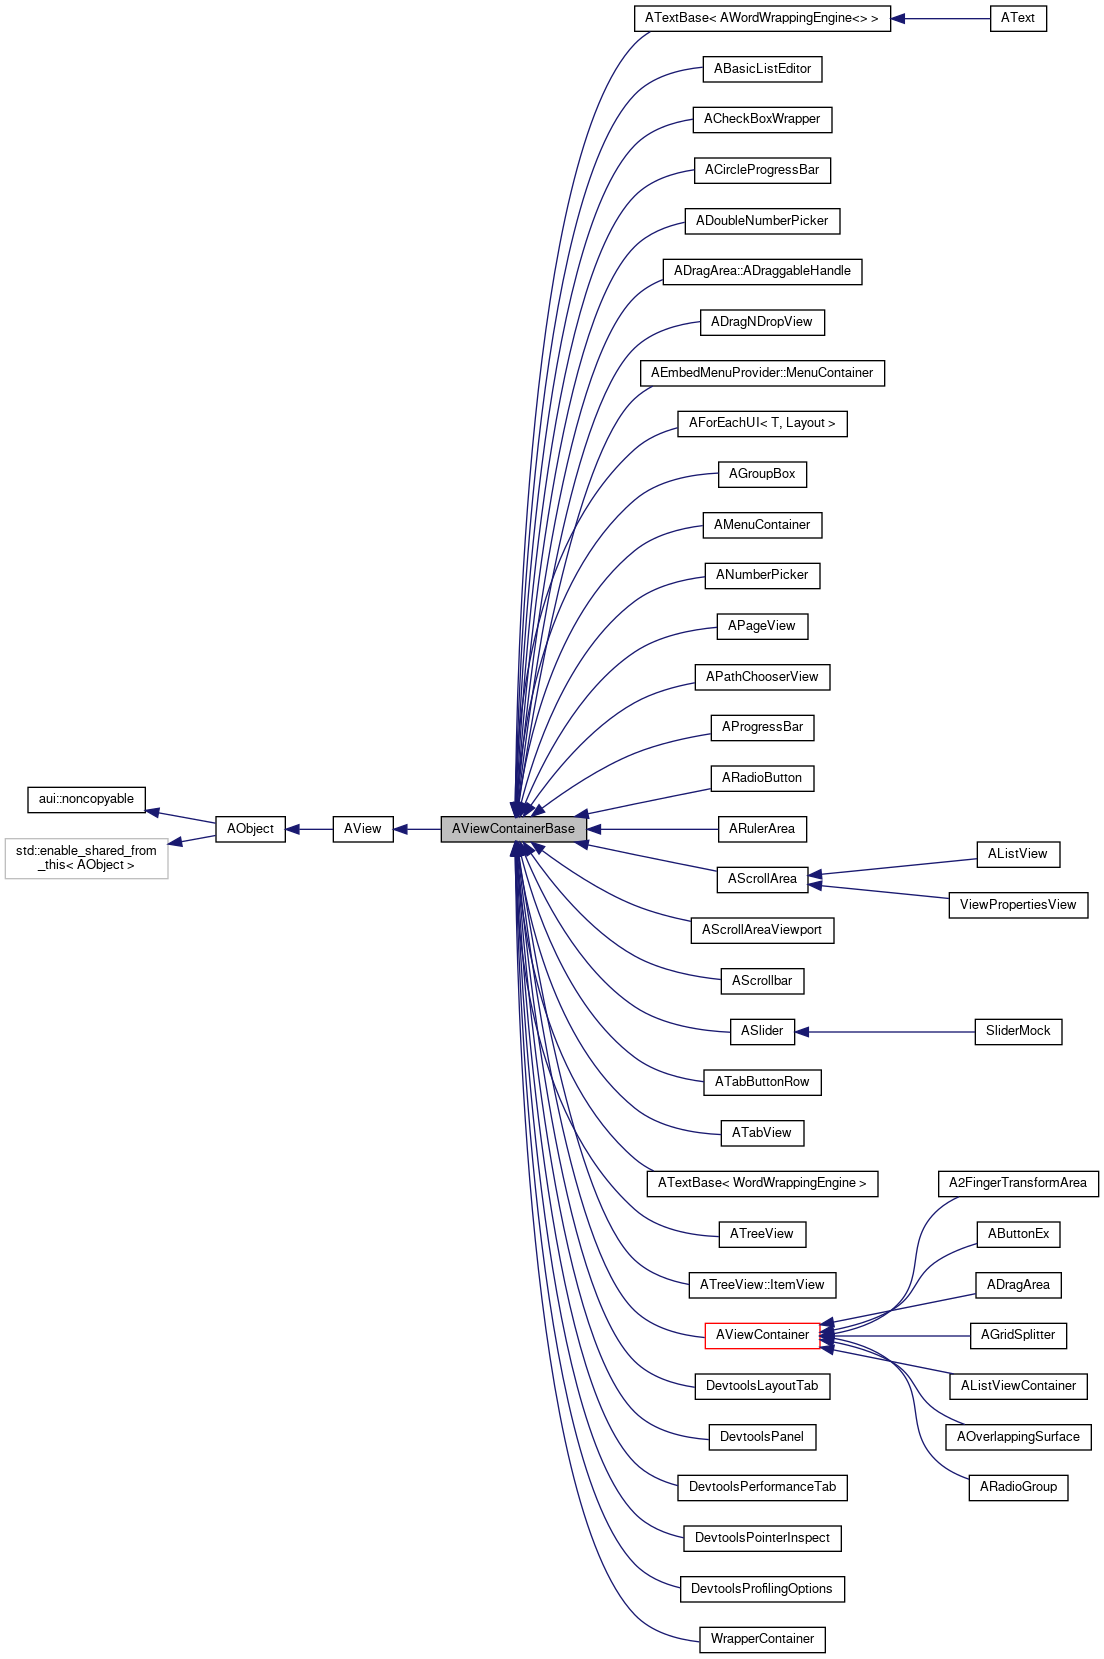 aui::noncopyable
std::enable_shared_from
_this< AObject >
AObject
AView
AViewContainerBase
ATextBase< AWordWrappingEngine<> >
AText
ABasicListEditor
ACheckBoxWrapper
ACircleProgressBar
ADoubleNumberPicker
ADragArea::ADraggableHandle
ADragNDropView
AEmbedMenuProvider::MenuContainer
AForEachUI< T, Layout >
AGroupBox
AMenuContainer
ANumberPicker
APageView
APathChooserView
AProgressBar
ARadioButton
ARulerArea
AScrollArea
AListView
ViewPropertiesView
AScrollAreaViewport
AScrollbar
ASlider
SliderMock
ATabButtonRow
ATabView
ATextBase< WordWrappingEngine >
ATreeView
ATreeView::ItemView
AViewContainer
A2FingerTransformArea
AButtonEx
ADragArea
AGridSplitter
AListViewContainer
AOverlappingSurface
ARadioGroup
DevtoolsLayoutTab
DevtoolsPanel
DevtoolsPerformanceTab
DevtoolsPointerInspect
DevtoolsProfilingOptions
WrapperContainer